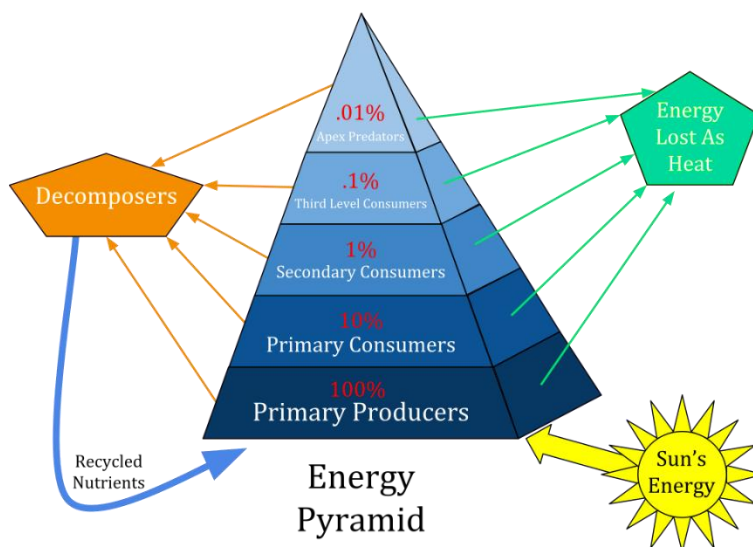 .01%
Apex Predators
.1%
Third Level Consumers
1%
Secondary Consumers
10%
Primary Consumers
100%
Primary Producers
Decomposers
Energy
Lost As
Heat
Recycled
Nutrients
Sun's
Energy
Energy
Pyramid